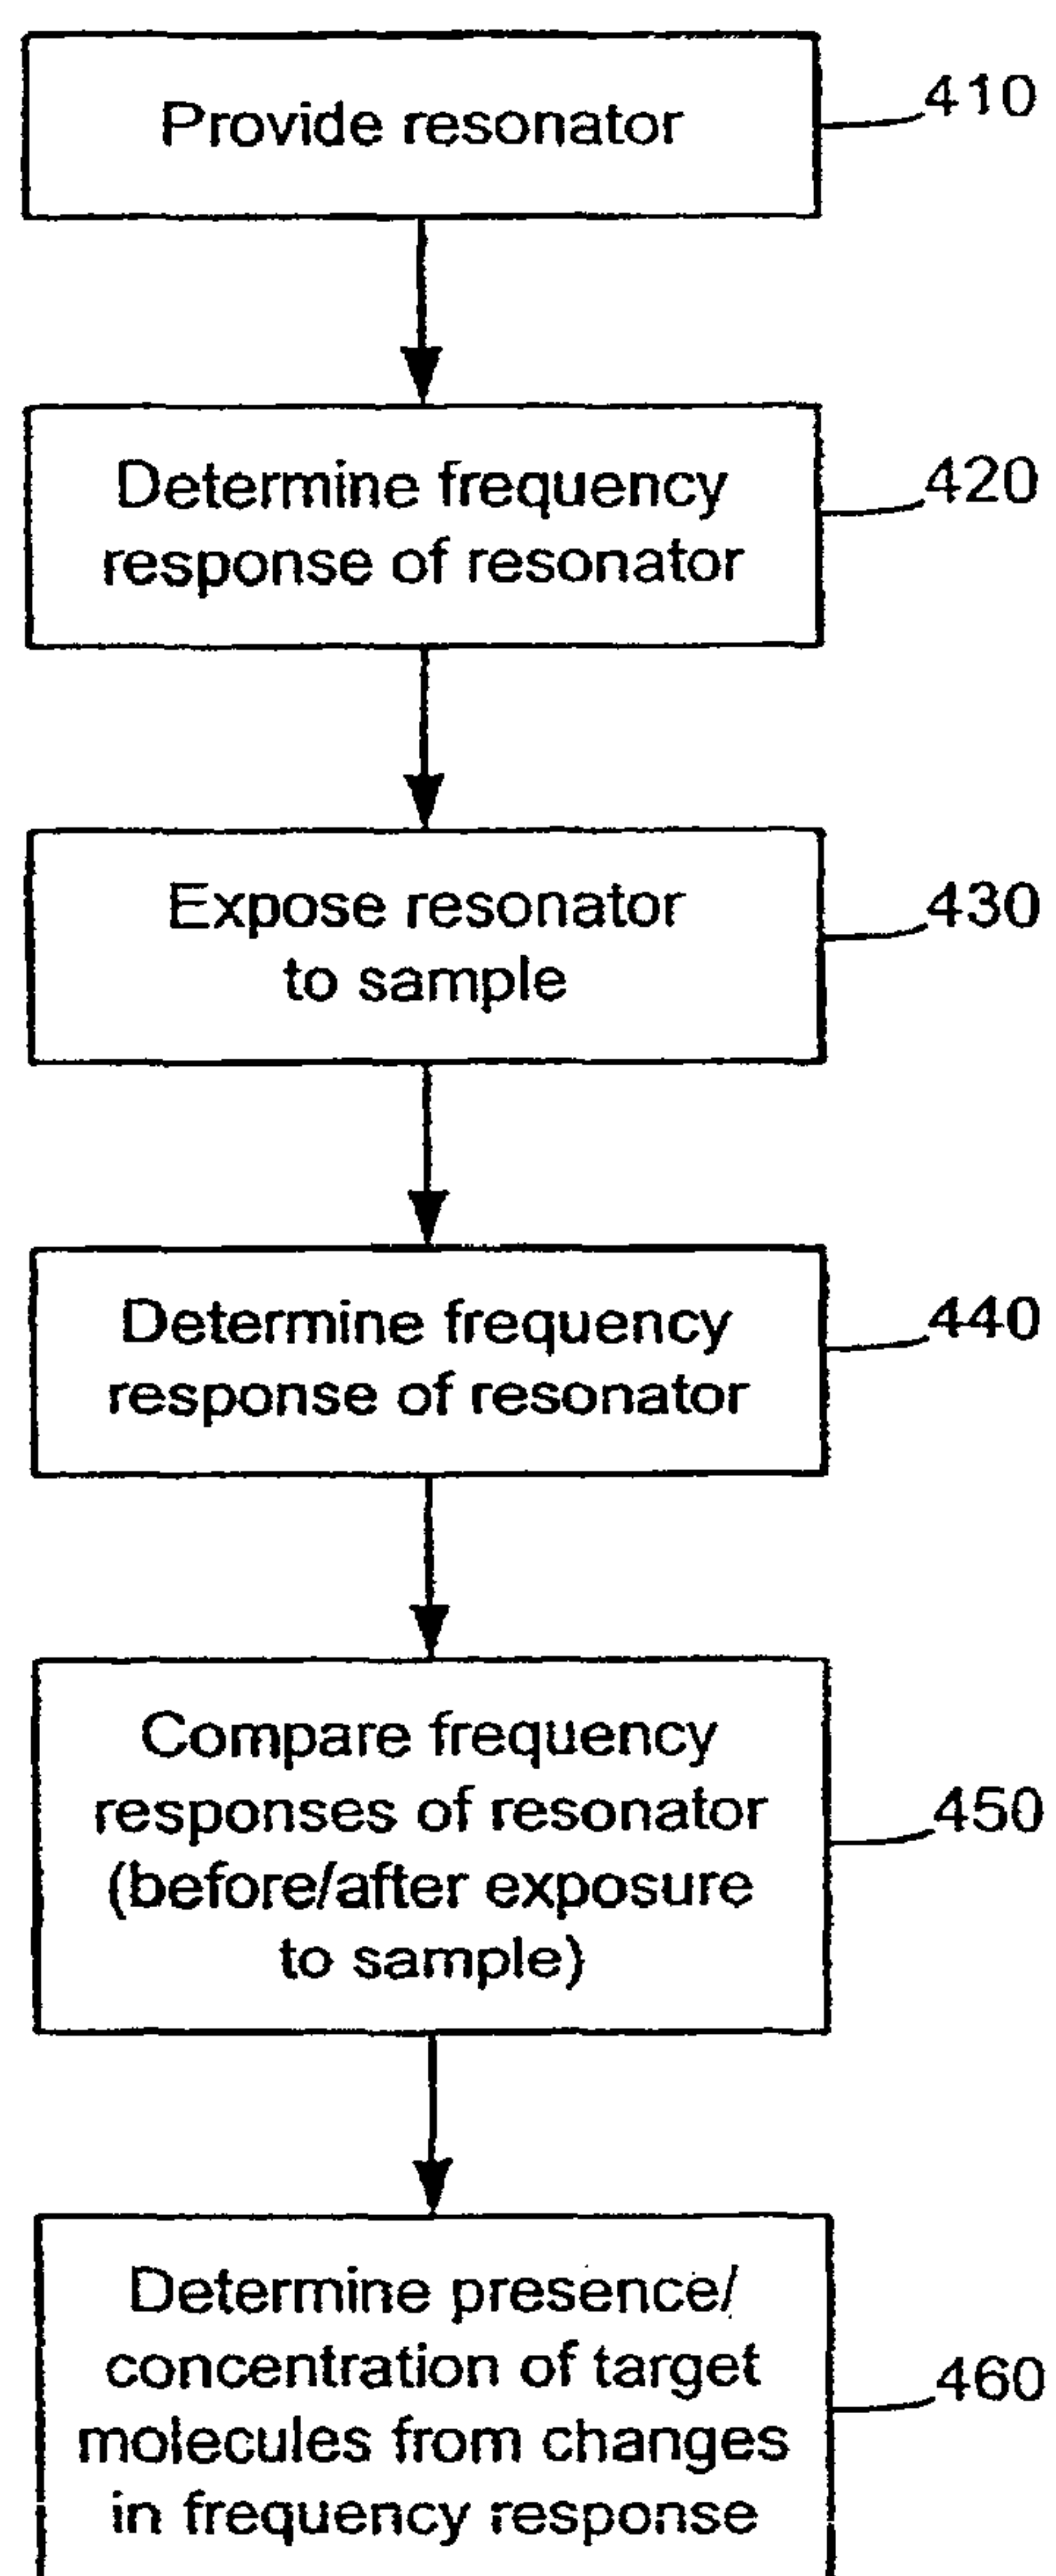 Provide resonator
410
Determine frequency
response of resonator
420
Expose resonator
to sample
430
Determine frequency
response of resonator
440
Compare frequency
responses of resonator
(before/after exposure
to sample)
450
Determine presence/
concentration of target
molecules from changes
in frequency response
460